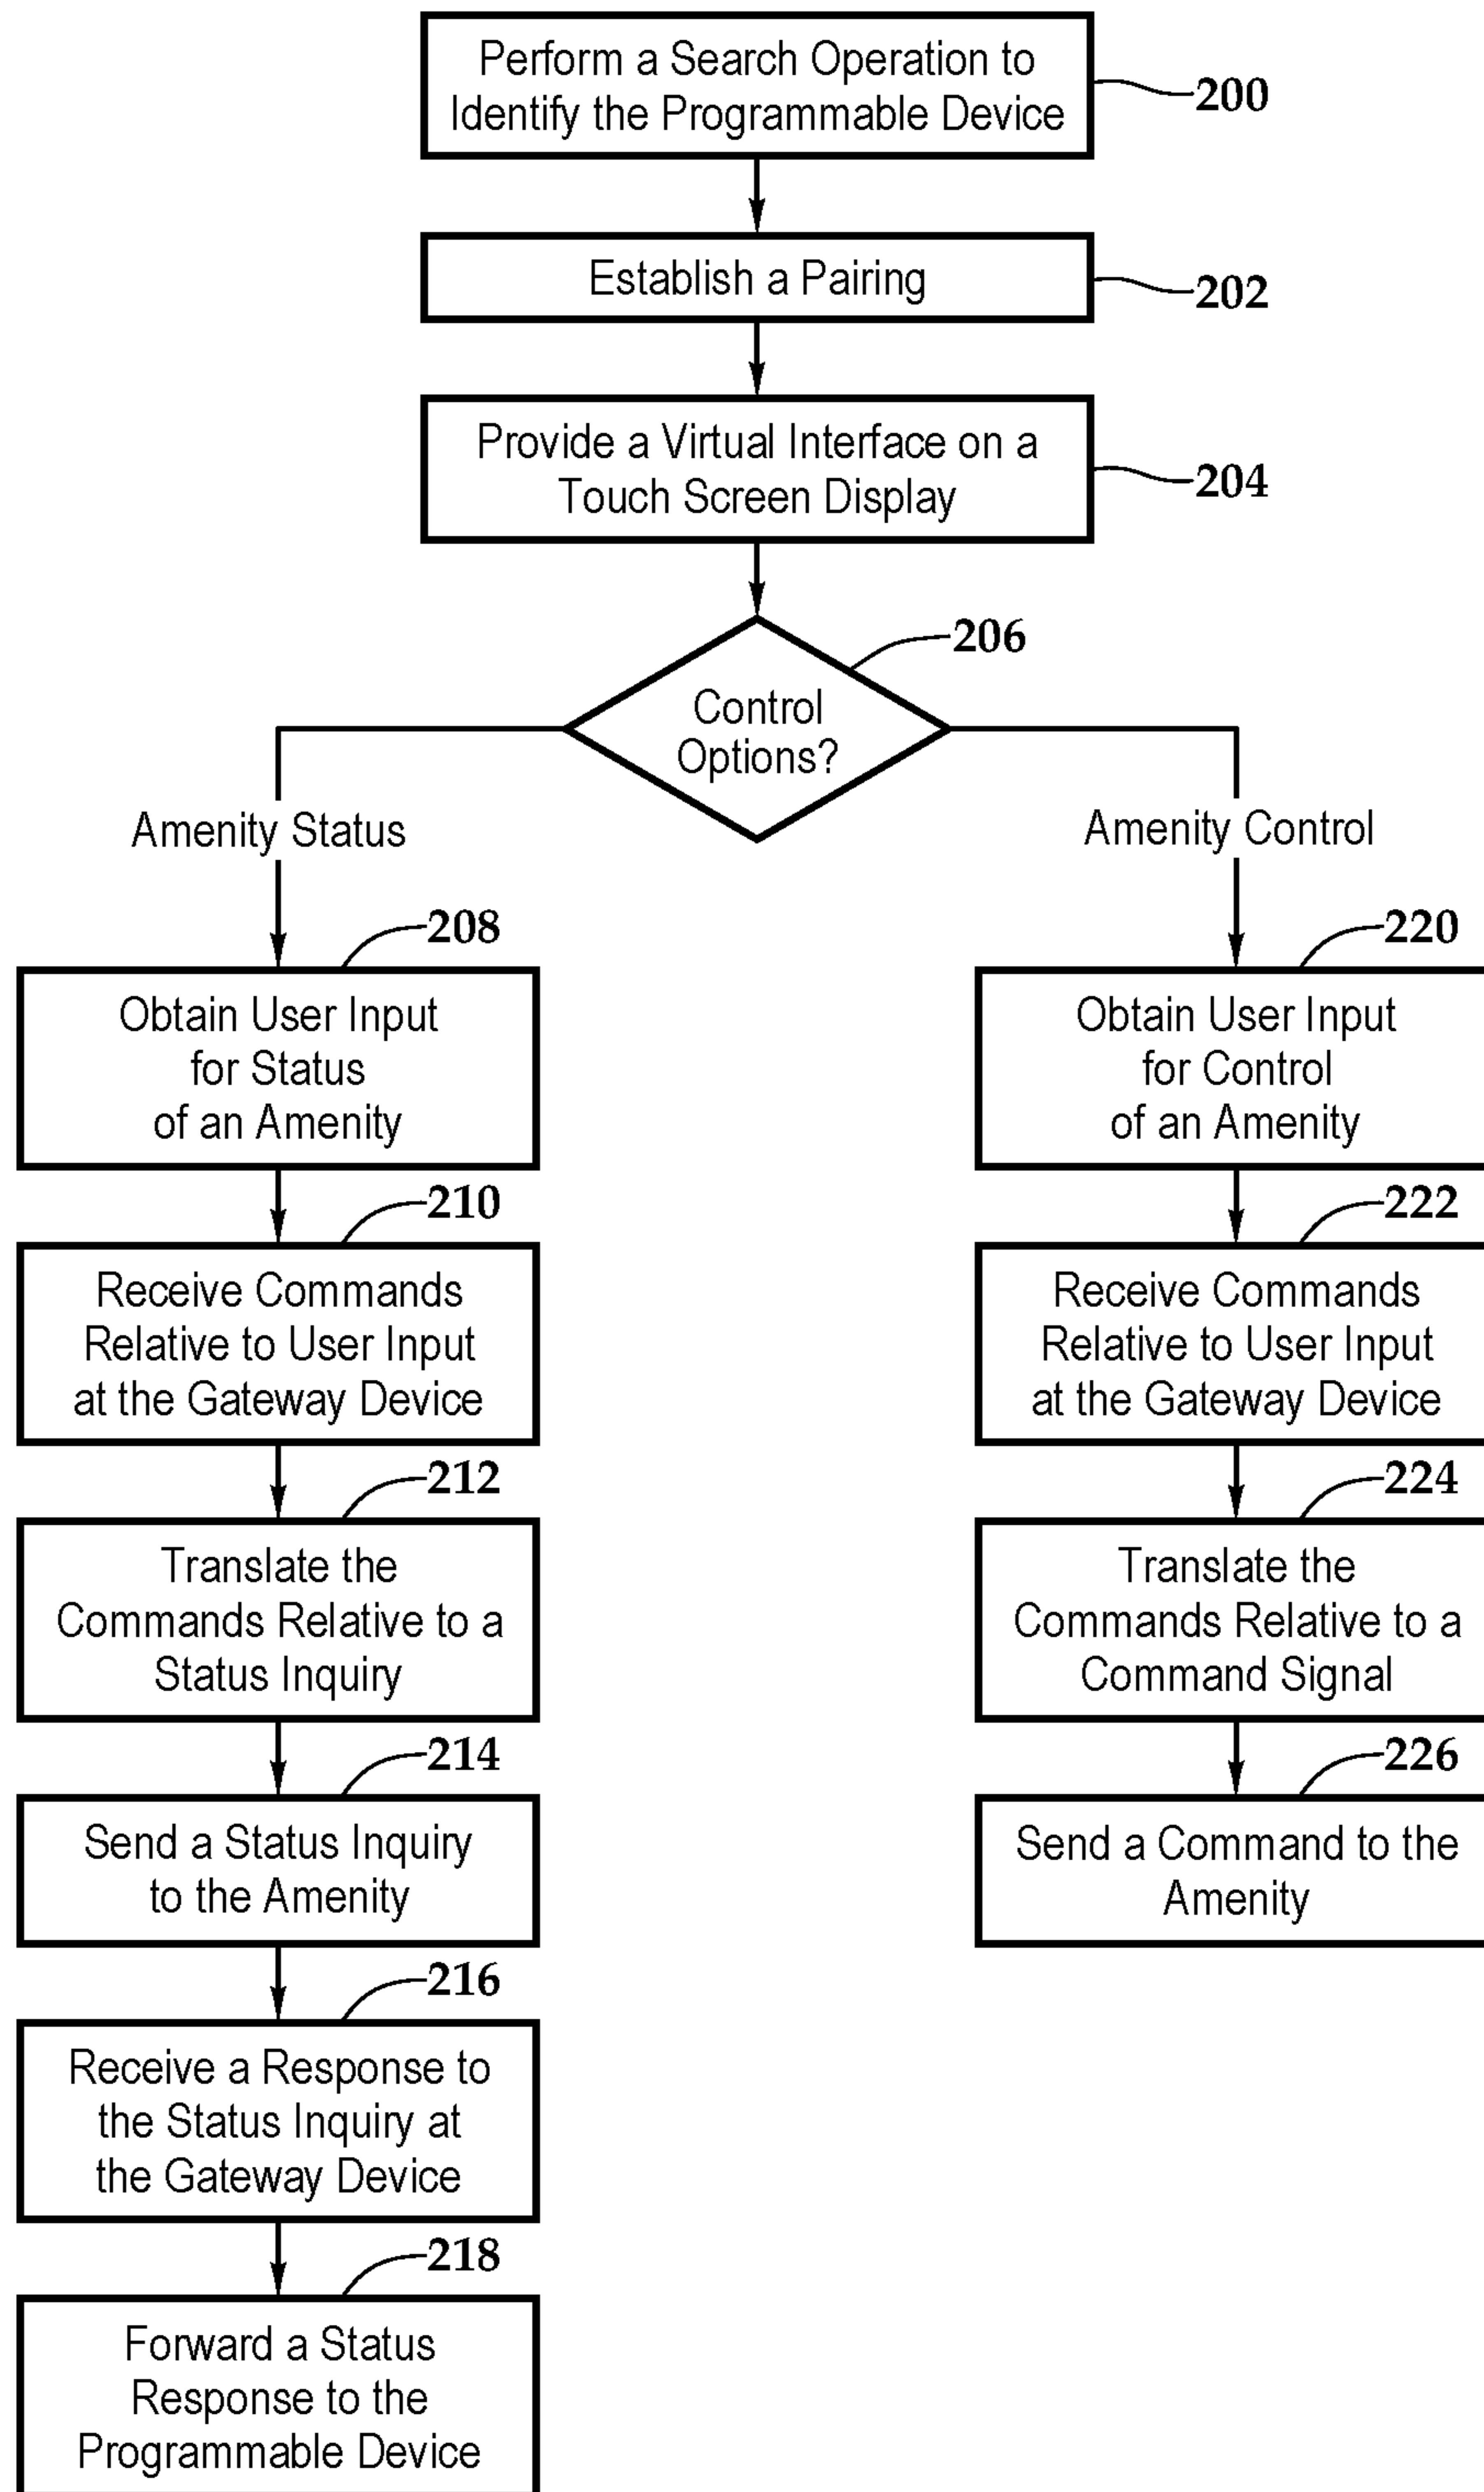 Perform a Search Operation to
Identify the Programmable Device
200
Establish a Pairing
202
Provide a Virtual Interface on a
Touch Screen Display
204
206
Control
Options?
Amenity Status
208
Obtain User Input
for Status
of an Amenity
210
Receive Commands
Relative to User Input
at the Gateway Device
212
Translate the
Commands Relative to a
Status Inquiry
214
Send a Status Inquiry
to the Amenity
216
Receive a Response to
the Status Inquiry at
the Gateway Device
218
Forward a Status
Response to the
Programmable Device
Amenity Control
220
Obtain User Input
for Control
of an Amenity
222
Receive Commands
Relative to User Input
at the Gateway Device
224
Translate the
Commands Relative to a
Command Signal
226
Send a Command to the
Amenity